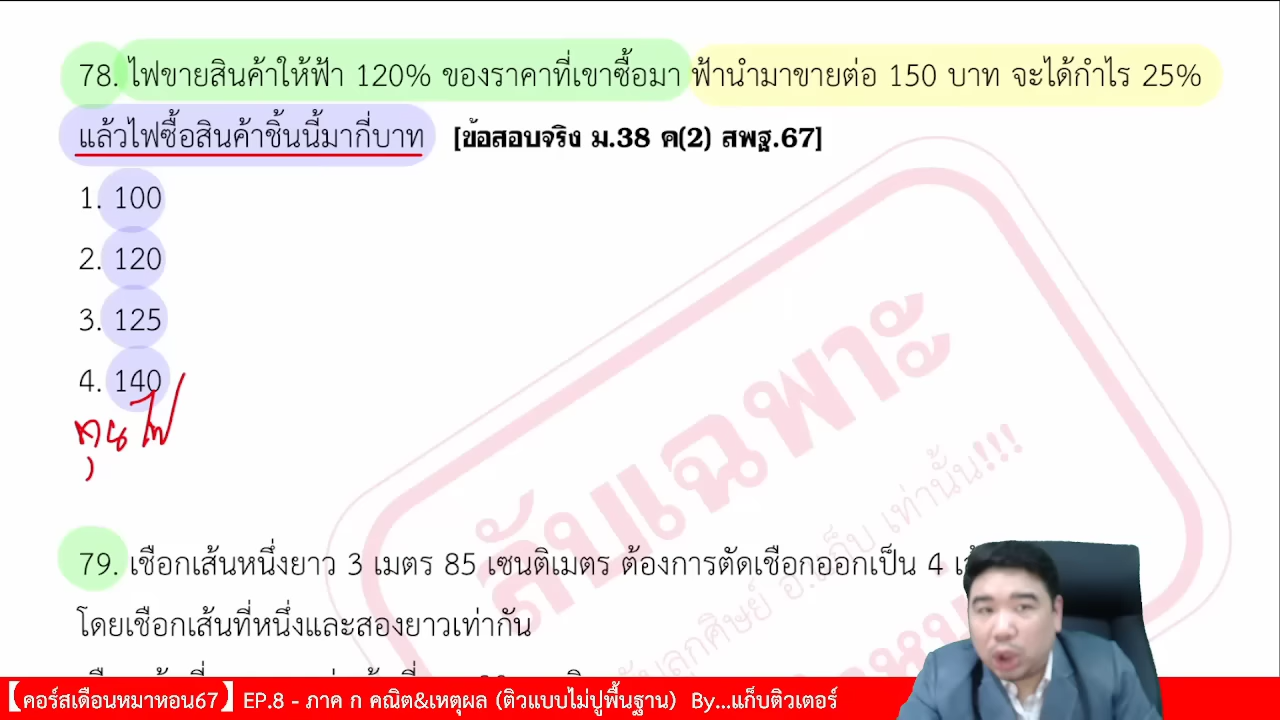 78. ไฟขายสินค้าให้ฟ้า 120% ของราคาที่เขาซื้อมา ฟ้านำมาขายต่อ 150 บาท จะได้กำไร 25%
แล้วไฟซื้อสินค้าชิ้นนี้มากี่บาท [ข้อสอบจริง ม.38 ค(2) สพฐ.67]
1. 100
2. 120
3. 125
4. 140
ทุนไฟ
ลับเฉพาะ
เท่านั้น!!!
79. เชือกเส้นหนึ่งยาว 3 เมตร 85 เซนติเมตร ต้องการตัดเชือกออกเป็น 4
โดยเชือกเส้นที่หนึ่งและสองยาวเท่ากัน
【คอร์สเดือนหมาหอน67】EP.8 - ภาค ก คณิต&เหตุผล (ติวแบบไม่ปูพื้นฐาน) By...แก็บติวเตอร์